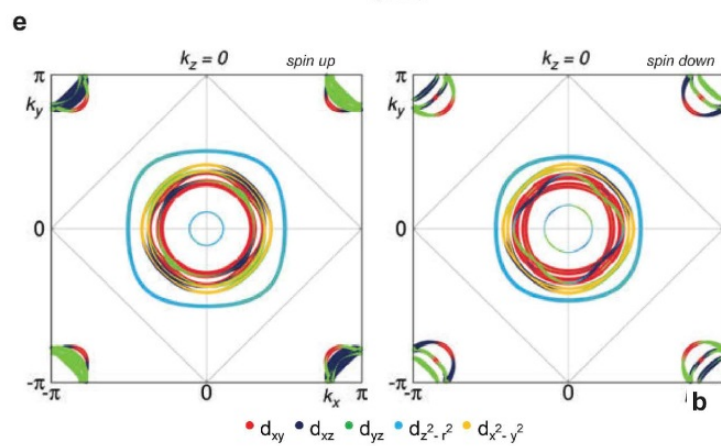 e
k_z = 0 spin up
k_z = 0 spin down
π
k_y
0
-π
-π 0 k_x π
π
k_y
0
-π
-π 0 b
d_xy d_xz d_yz d_z²-r² d_x²-y²